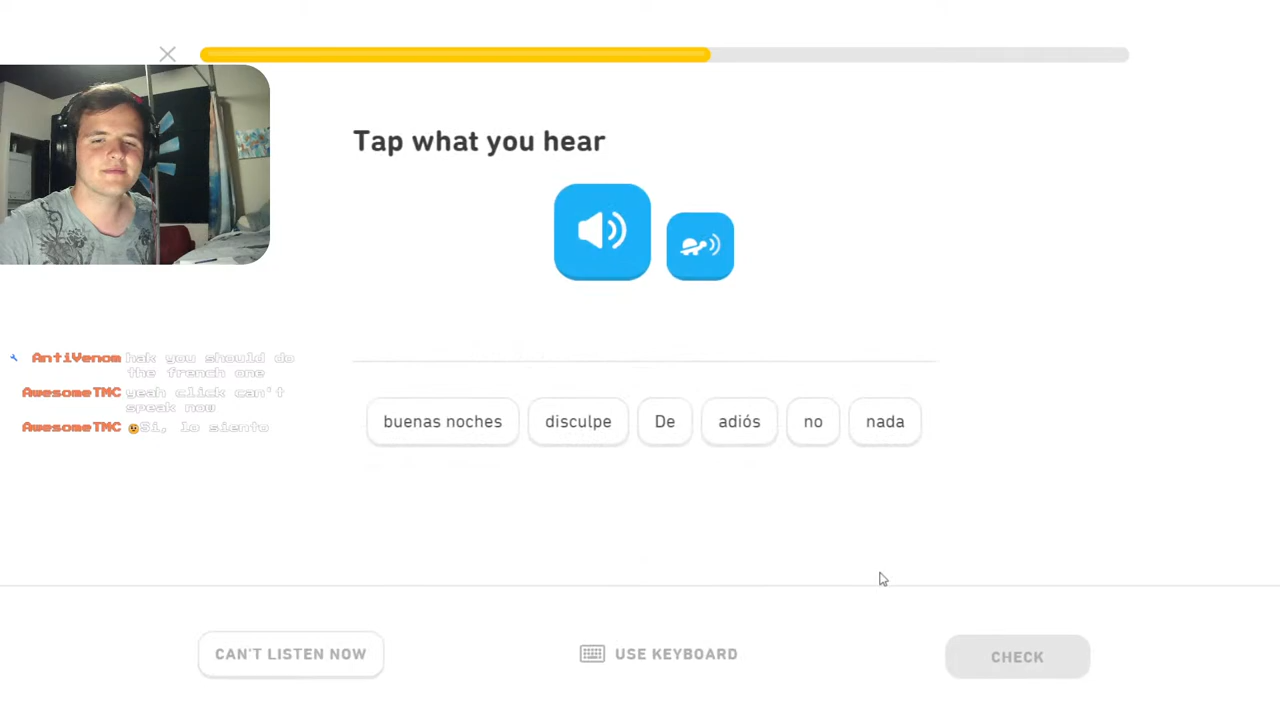 Tap what you hear
AntiVenom hak you should do
the french one
AwesomeTMC yeah click can't
speak now
AwesomeTMC Si, lo siento
buenas noches disculpe De adiós no nada
CAN'T LISTEN NOW USE KEYBOARD CHECK